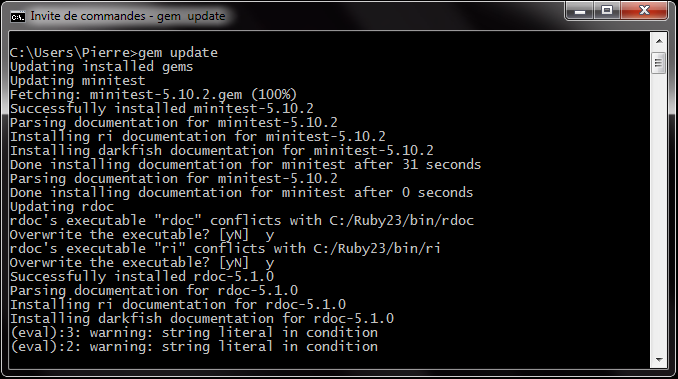 Invite de commandes - gem  update
C:\Users\Pierre>gem update
Updating installed gems
Updating minitest
Fetching: minitest-5.10.2.gem (100%)
Successfully installed minitest-5.10.2
Parsing documentation for minitest-5.10.2
Installing ri documentation for minitest-5.10.2
Installing darkfish documentation for minitest-5.10.2
Done installing documentation for minitest after 31 seconds
Parsing documentation for minitest-5.10.2
Done installing documentation for minitest after 0 seconds
Updating rdoc
rdoc's executable "rdoc" conflicts with C:/Ruby23/bin/rdoc
Overwrite the executable? [yN]  y
rdoc's executable "ri" conflicts with C:/Ruby23/bin/ri
Overwrite the executable? [yN]  y
Successfully installed rdoc-5.1.0
Parsing documentation for rdoc-5.1.0
Installing ri documentation for rdoc-5.1.0
Installing darkfish documentation for rdoc-5.1.0
(eval):3: warning: string literal in condition
(eval):2: warning: string literal in condition